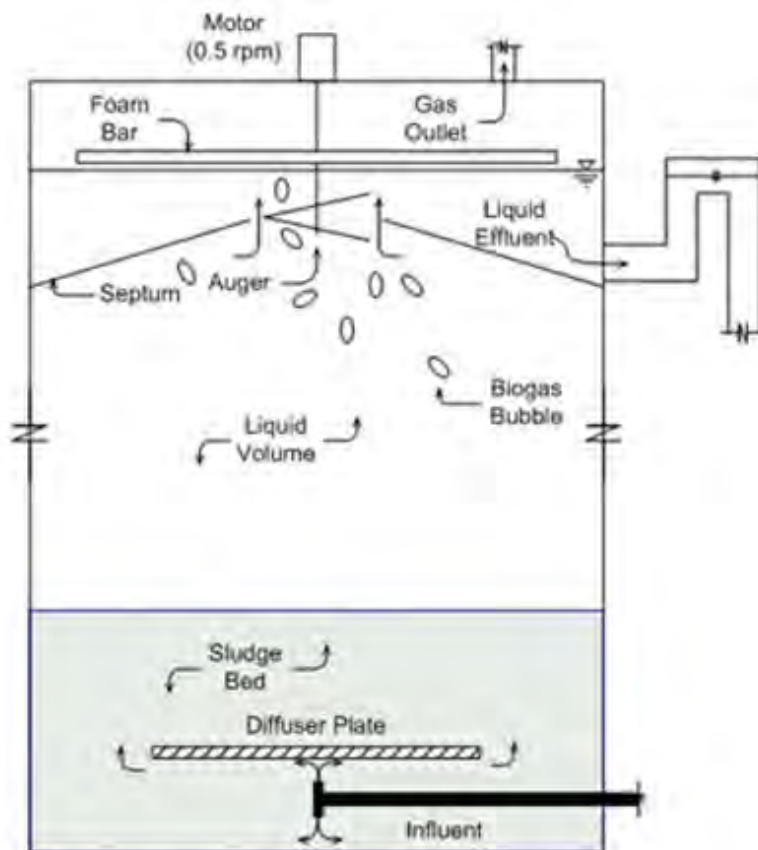 Motor
(0.5 rpm)
Foam
Bar
Gas
Outlet
Liquid
Effluent
Septum
Auger
Biogas
Bubble
Liquid
Volume
Sludge
Bed
Diffuser Plate
Influent